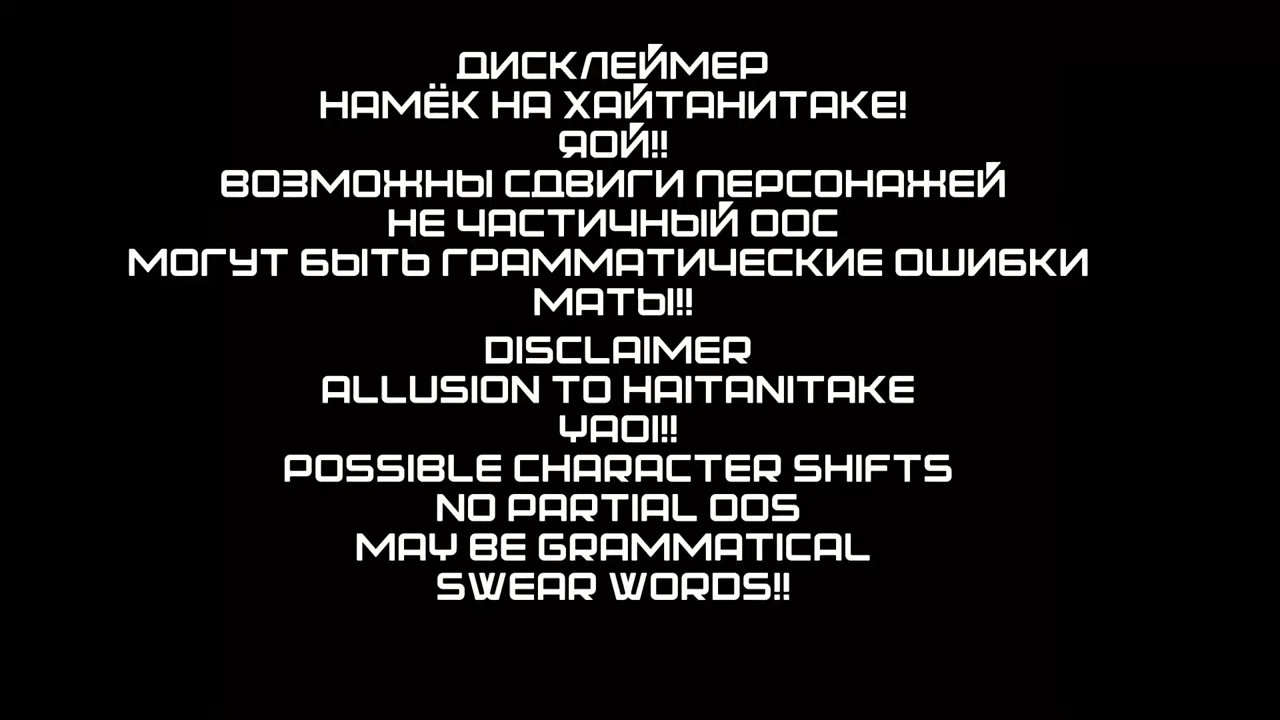 ДИСКЛЕЙМЕР
НАМЁК НА ХАЙТАНИТАКЕ!
ЯОЙ!!
ВОЗМОЖНЫ СДВИГИ ПЕРСОНАЖЕЙ
НЕ ЧАСТИЧНЫЙ ООС
МОГУТ БЫТЬ ГРАММАТИЧЕСКИЕ ОШИБКИ
МАТЫ!!
DISCLAIMER
ALLUSION TO HAITANITAKE
YAOI!!
POSSIBLE CHARACTER SHIFTS
NO PARTIAL OOS
MAY BE GRAMMATICAL
SWEAR WORDS!!